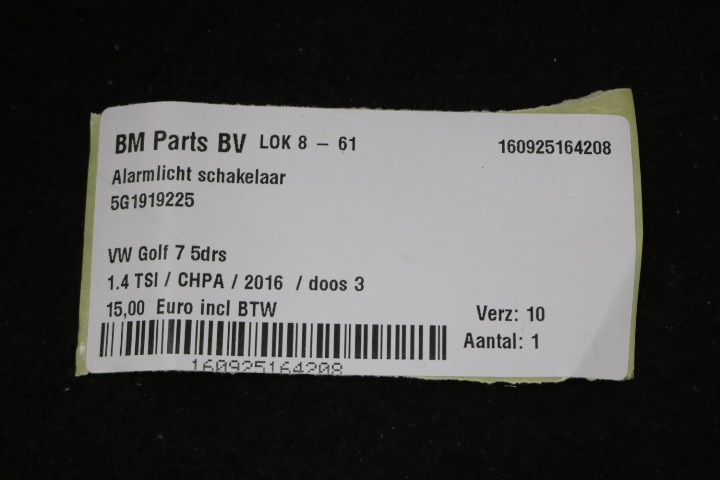 BM Parts BV LOK 8 - 61 160925164208
Alarmlicht schakelaar
5G1919225
VW Golf 7 5drs
1.4 TSI / CHPA / 2016 / doos 3
15,00 Euro incl BTW Verz: 10
Aantal: 1
160925164208